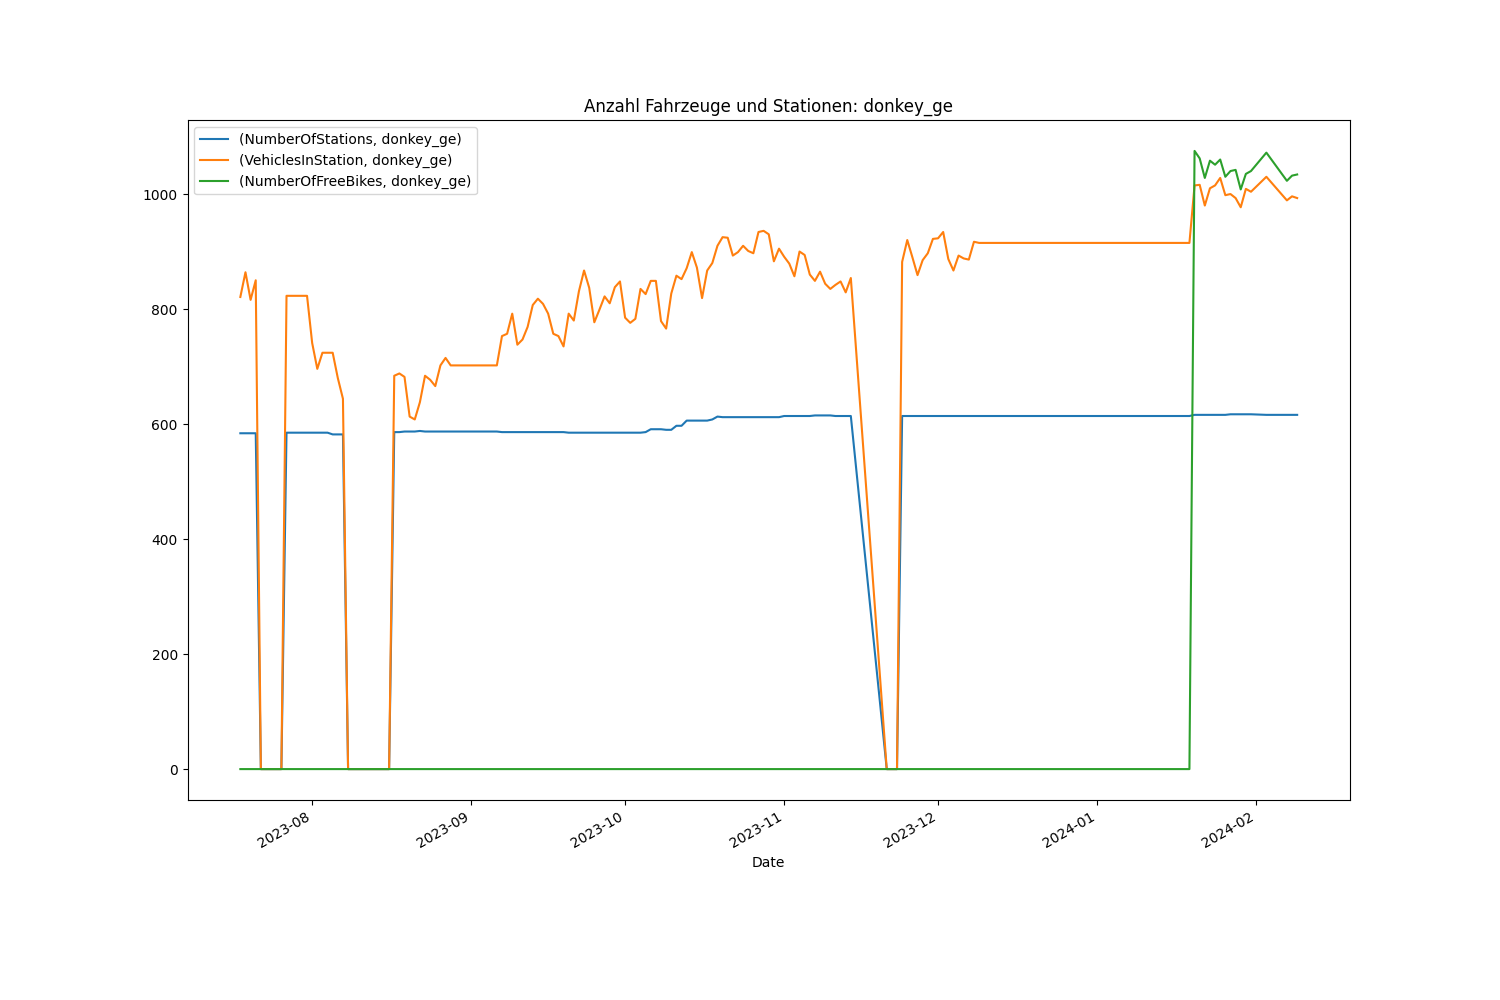 Anzahl Fahrzeuge und Stationen: donkey_ge
(NumberOfStations, donkey_ge)
(VehiclesInStation, donkey_ge)
(NumberOfFreeBikes, donkey_ge)
1000
800
600
400
200
0
2023-08
2023-09
2023-10
2023-11
2023-12
2024-01
2024-02
Date